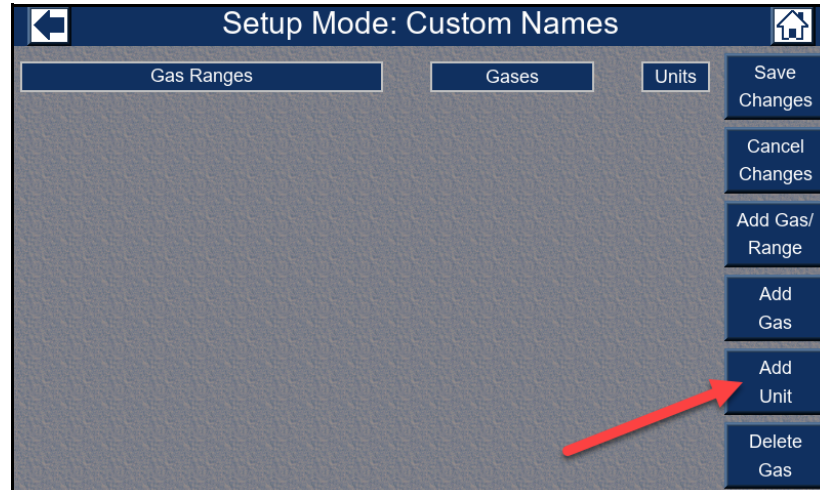 Setup Mode: Custom Names
Gas Ranges
Gases
Units
Save
Changes
Cancel
Changes
Add Gas/
Range
Add
Gas
Add
Unit
Delete
Gas